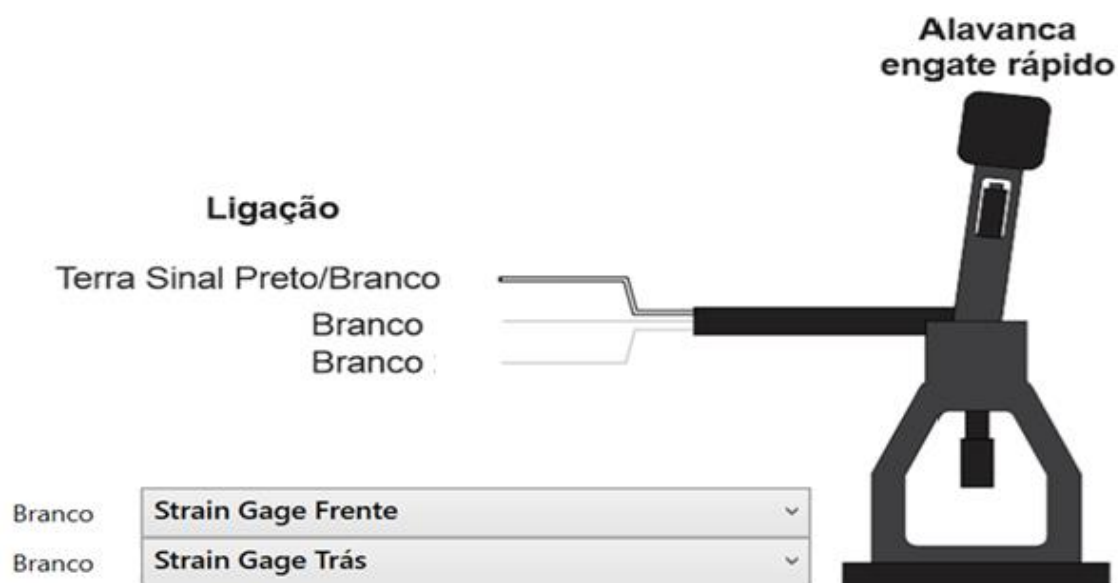 Alavanca
engate rápido
Ligação
Terra Sinal Preto/Branco
Branco
Branco
Branco Strain Gage Frente
Branco Strain Gage Trás